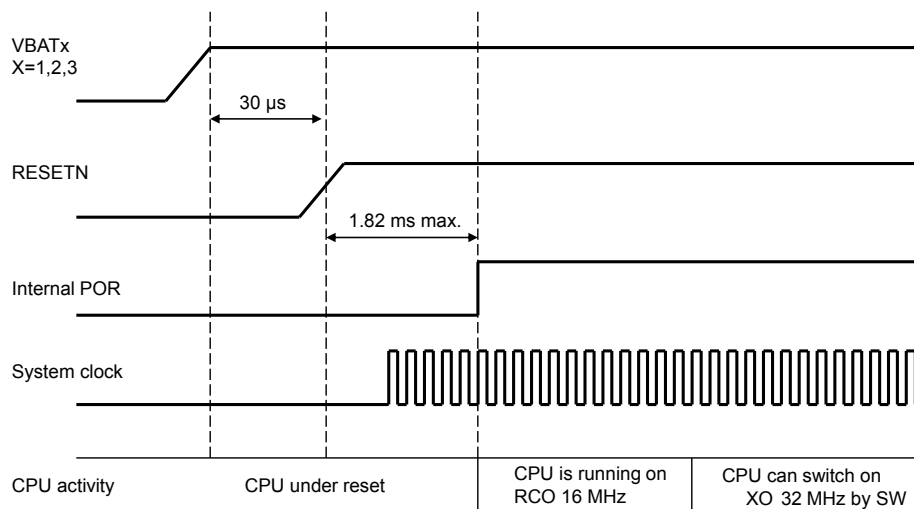 VBATx
X=1,2,3
30 µs
RESETN
1.82 ms max.
Internal POR
System clock
CPU activity
CPU under reset
CPU is running on
RCO 16 MHz
CPU can switch on
XO 32 MHz by SW